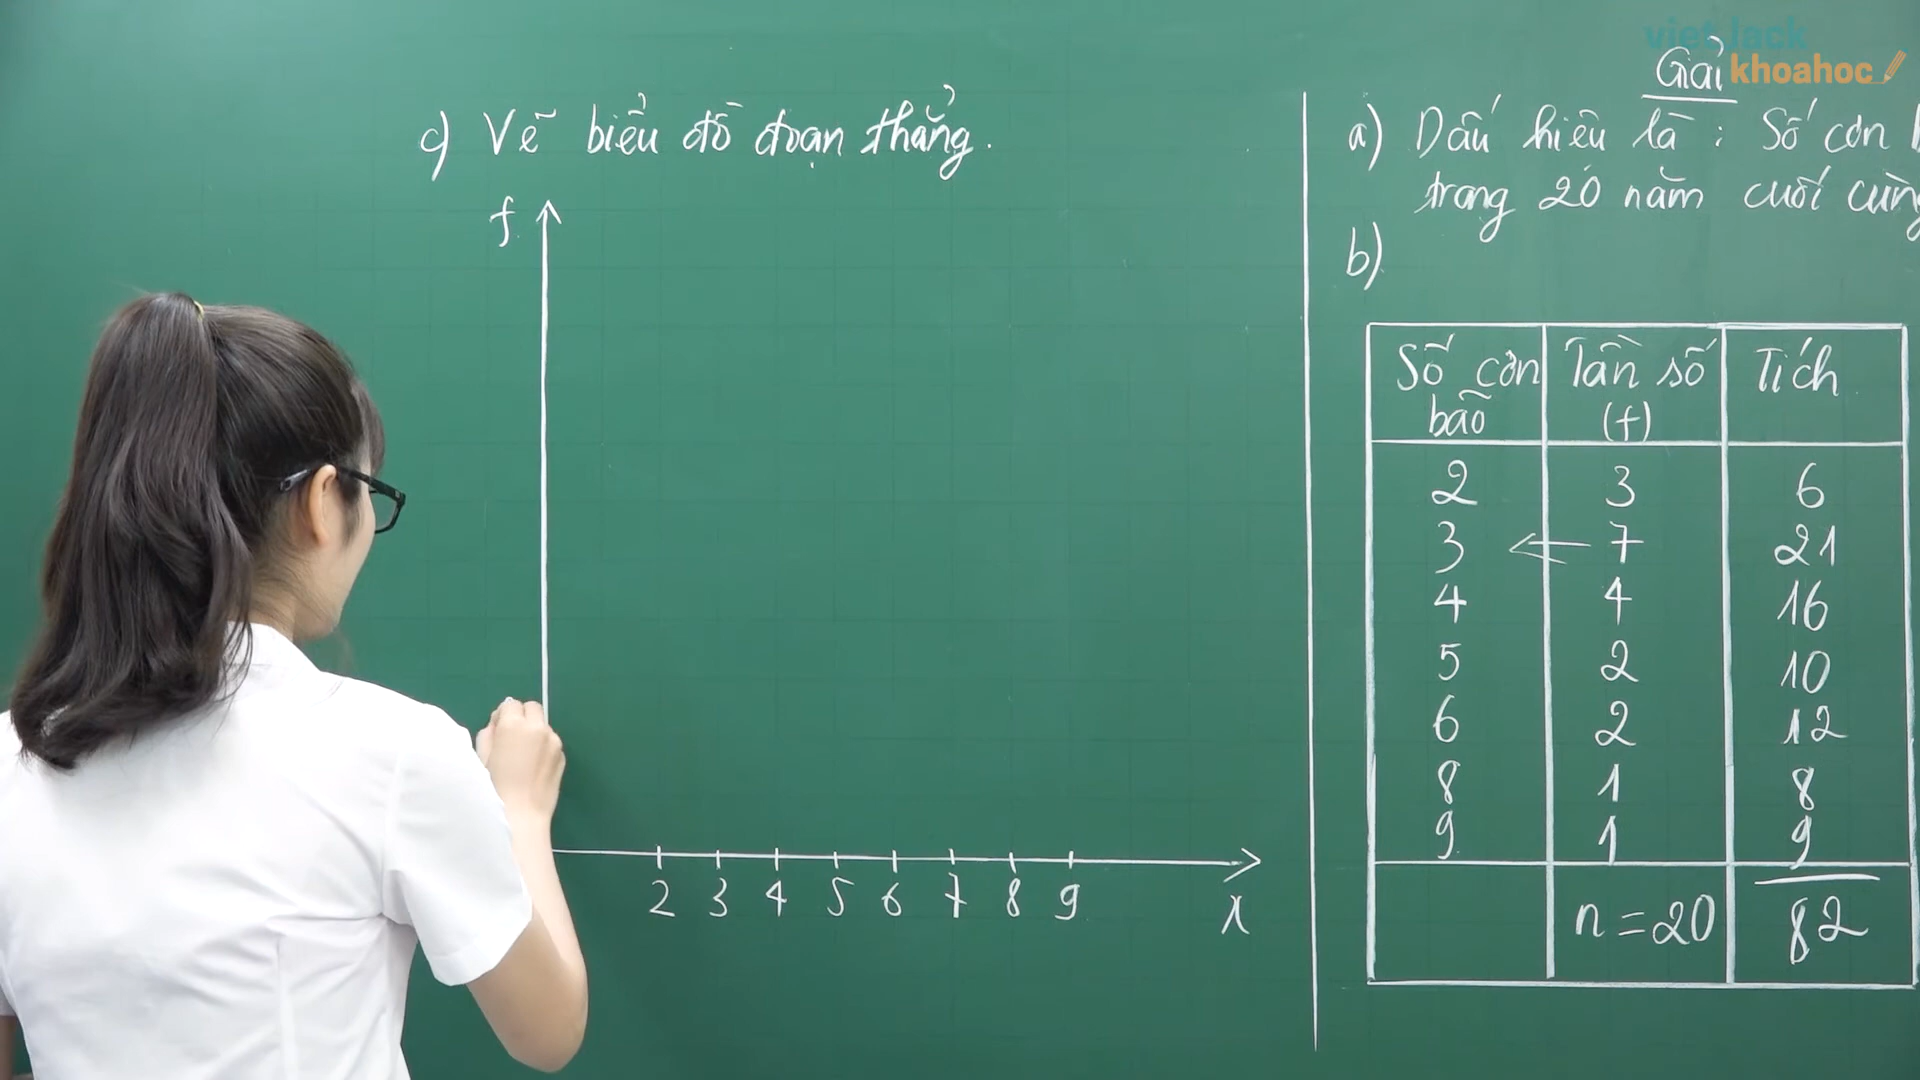 vietJack
khoahoc
c) Vẽ biểu đồ đoạn thẳng.
f
2 3 4 5 6 7 8 9
x
Giải
a) Dấu hiệu là : Số cơn
trong 20 năm cuối cùng
b)
Số cơn bão | Tần số (f) | Tích
2 | 3 | 6
3 ← 7 | 21
4 | 4 | 16
5 | 2 | 10
6 | 2 | 12
8 | 1 | 8
9 | 1 | 9
n = 20 | 82